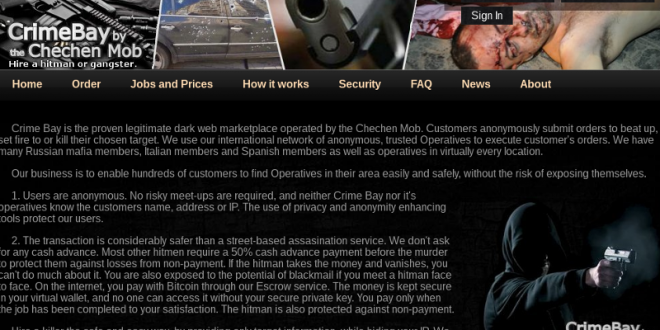 Sign In
CrimeBay by
the Chechen Mob
Hire a hitman or gangster.
Home Order Jobs and Prices How it works Security FAQ News About
Crime Bay is the proven legitimate dark web marketplace operated by the Chechen Mob. Customers anonymously submit orders to beat up,
set fire to or kill their chosen target. We use our international network of anonymous, trusted Operatives to execute customer's orders. We have
many Russian mafia members, Italian members and Spanish members as well as operatives in virtually every location.
Our business is to enable hundreds of customers to find Operatives in their area easily and safely, without the risk of exposing themselves.
1. Users are anonymous. No risky meet-ups are required, and neither Crime Bay nor it's
operatives know the customers name, address or IP. The use of privacy and anonymity enhancing
tools protect our users.
2. The transaction is considerably safer than a street-based assasination service. We don't ask
for any cash advance. Most other hitmen require a 50% cash advance payment before the murder
to protect them against losses from non-payment. If the hitman takes the money and vanishes, you
can't do much about it. You are also exposed to the potential of blackmail if you meet a hitman face
to face. On the internet, you pay with Bitcoin through our Escrow service. The money is kept secure
in your virtual wallet, and no one can access it without your secure private key. You pay only when
the job has been completed to your satisfaction. The hitman is also protected against non-payment.
CrimeBay.